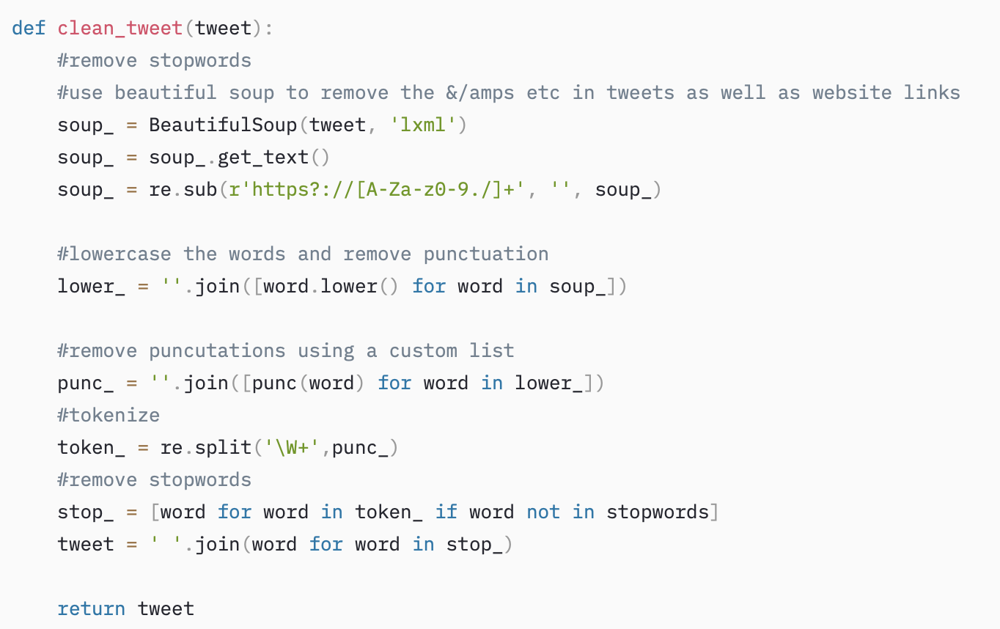 def clean_tweet(tweet):
    #remove stopwords
    #use beautiful soup to remove the &/amps etc in tweets as well as website links
    soup_ = BeautifulSoup(tweet, 'lxml')
    soup_ = soup_.get_text()
    soup_ = re.sub(r'https?://[A-Za-z0-9./]+', '', soup_)

    #lowercase the words and remove punctuation
    lower_ = ''.join([word.lower() for word in soup_])

    #remove puncutations using a custom list
    punc_ = ''.join([punc(word) for word in lower_])
    #tokenize
    token_ = re.split('\W+',punc_)
    #remove stopwords
    stop_ = [word for word in token_ if word not in stopwords]
    tweet = ' '.join(word for word in stop_)

    return tweet